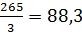 265/3 = 88,3